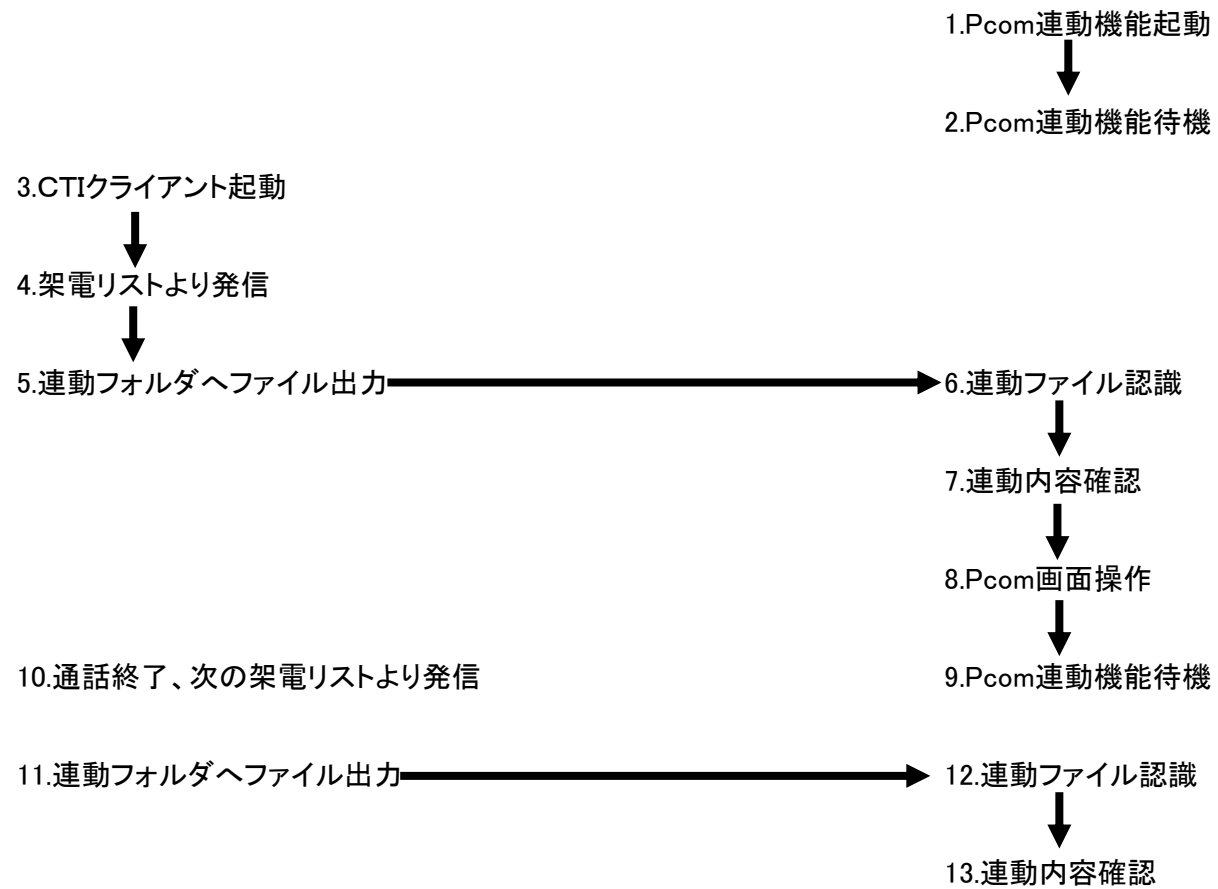 1.Pcom連動機能起動
2.Pcom連動機能待機
3.CTIクライアント起動
4.架電リストより発信
5.連動フォルダへファイル出力
6.連動ファイル認識
7.連動内容確認
8.Pcom画面操作
10.通話終了、次の架電リストより発信
9.Pcom連動機能待機
11.連動フォルダへファイル出力
12.連動ファイル認識
13.連動内容確認